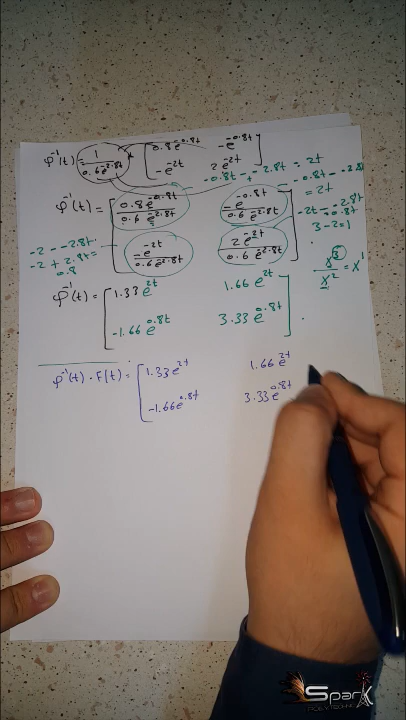 φ⁻¹(t) = 1 / 0.6e^-2.8t [ 0.8e^-0.8t   -e^-0.8t
-e^-2t   2e^-2t ]
-0.8t + -2.8t = 2t
φ⁻¹(t) = [ 0.8e^-0.8t / 0.6e^-2.8t   -e^-0.8t / 0.6e^-2.8t
-e^-2t / 0.6e^-2.8t   2e^-2t / 0.6e^-2.8t ]
-0.8t - -2.8t
= 2t
-2t - -2.8t
= 0.8t
3-2=1
x³ / x² = x¹
-2 - -2.8t
-2 + 2.8t =
0.8
φ⁻¹(t) = [ 1.33e^2t   1.66e^2t
-1.66e^0.8t   3.33e^0.8t ]
φ⁻¹(t) · F(t) = [ 1.33e^2t   1.66e^2t
-1.66e^0.8t   3.33e^0.8t
Spark